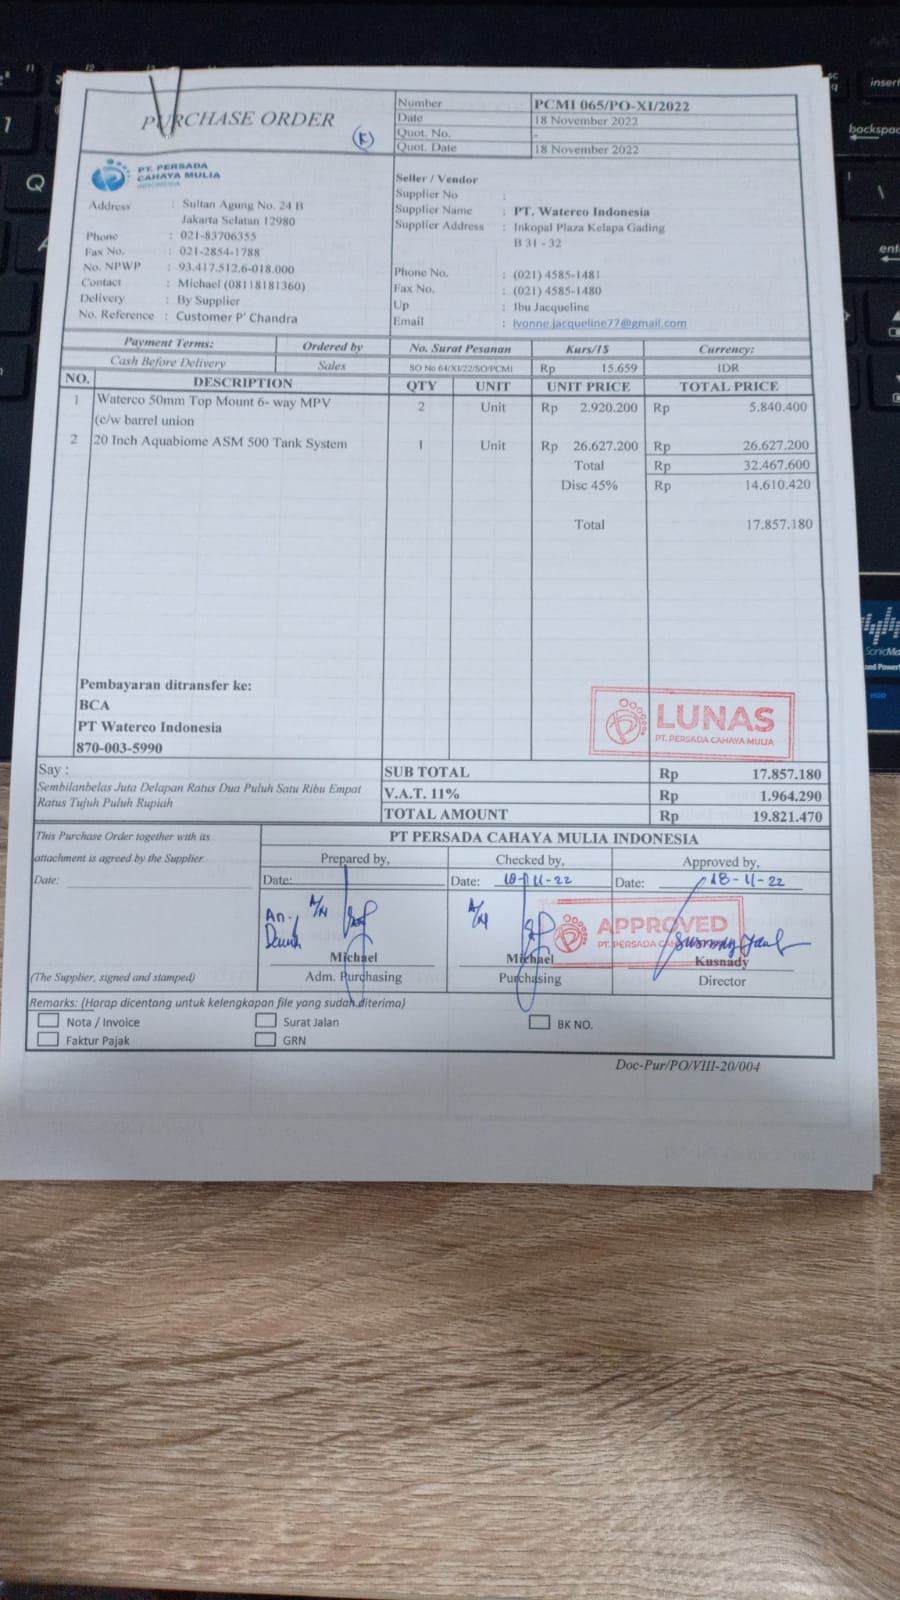 PURCHASE ORDER
Number PCMI 065/PO-XI/2022
Date 18 November 2022
Quot. No. -
Quot. Date 18 November 2022
PT. PERSADA
CAHAYA MULIA
INDONESIA
Address : Sultan Agung No. 24 B
Jakarta Selatan 12980
Phone : 021-83706355
Fax No. : 021-2854-1788
No. NPWP : 93.417.512.6-018.000
Contact : Michael (08118181360)
Delivery : By Supplier
No. Reference : Customer P' Chandra
Seller / Vendor
Supplier No :
Supplier Name : PT. Waterco Indonesia
Supplier Address : Inkopal Plaza Kelapa Gading
B 31 - 32
Phone No. : (021) 4585-1481
Fax No. : (021) 4585-1480
Up : Ibu Jacqueline
Email : ivonne.jacqueline77@gmail.com
Payment Terms: Ordered by No. Surat Pesanan Kurs/1$ Currency:
Cash Before Delivery Sales SO No 64/XI/22/SO/PCMI Rp 15.659 IDR
NO. DESCRIPTION QTY UNIT UNIT PRICE TOTAL PRICE
1 Waterco 50mm Top Mount 6- way MPV 2 Unit Rp 2.920.200 Rp 5.840.400
(c/w barrel union
2 20 Inch Aquabiome ASM 500 Tank System 1 Unit Rp 26.627.200 Rp 26.627.200
Total Rp 32.467.600
Disc 45% Rp 14.610.420
Total 17.857.180
Pembayaran ditransfer ke:
BCA
PT Waterco Indonesia
870-003-5990
LUNAS
PT. PERSADA CAHAYA MULIA
Say :
Sembilanbelas Juta Delapan Ratus Dua Puluh Satu Ribu Empat
Ratus Tujuh Puluh Rupiah
SUB TOTAL Rp 17.857.180
V.A.T. 11% Rp 1.964.290
TOTAL AMOUNT Rp 19.821.470
This Purchase Order together with its
attachment is agreed by the Supplier
Date:
(The Supplier, signed and stamped)
PT PERSADA CAHAYA MULIA INDONESIA
Prepared by, Checked by, Approved by,
Date: Date: 18-11-22 Date: 18-11-22
An.
APPROVED
PT. PERSADA
Michael Michael Kusnady
Adm. Purchasing Purchasing Director
Remarks: (Harap dicentang untuk kelengkapan file yang sudah diterima)
Nota / Invoice Surat Jalan BK NO.
Faktur Pajak GRN
Doc-Pur/PO/VIII-20/004
insert
backspac
Q